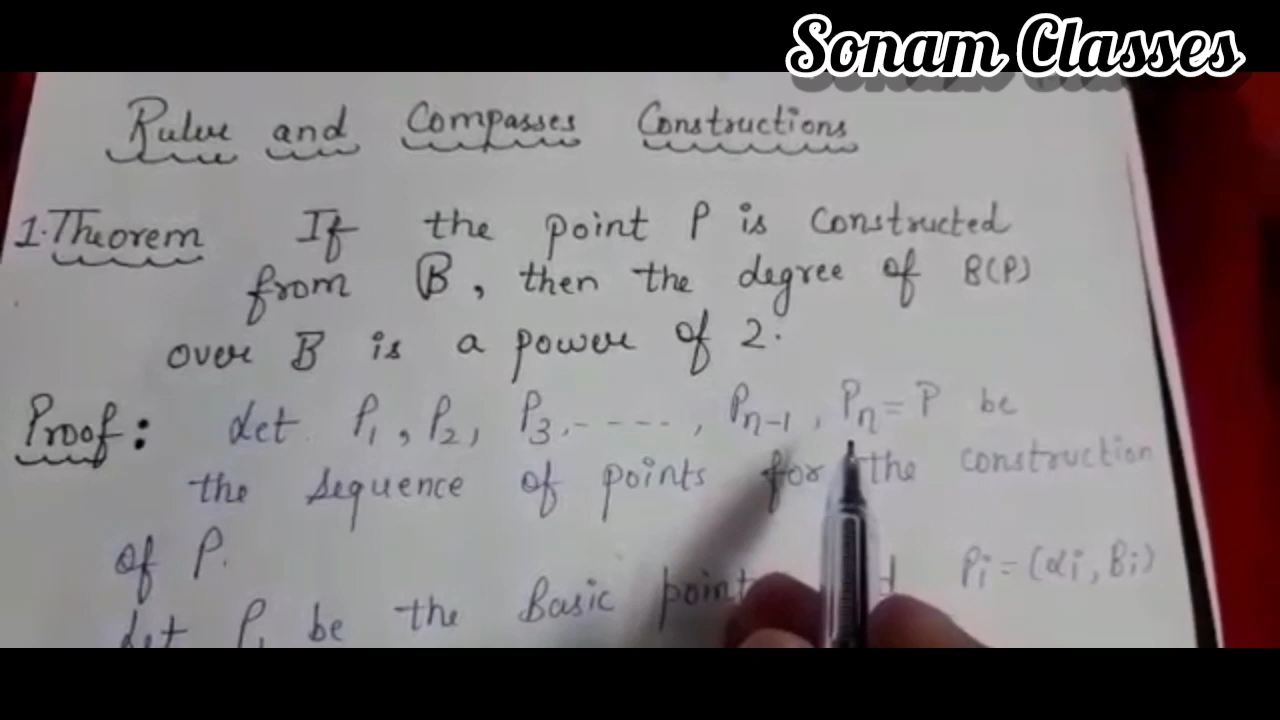 Sonam Classes
Ruler and Compasses Constructions
1. Theorem If the point P is constructed
from B, then the degree of B(P)
over B is a power of 2.
Proof: Let P1, P2, P3, - - - - -, Pn-1, Pn = P be
the sequence of points for the construction
of P.
Let P1 be the Basic point Pi = (αi, Bi)